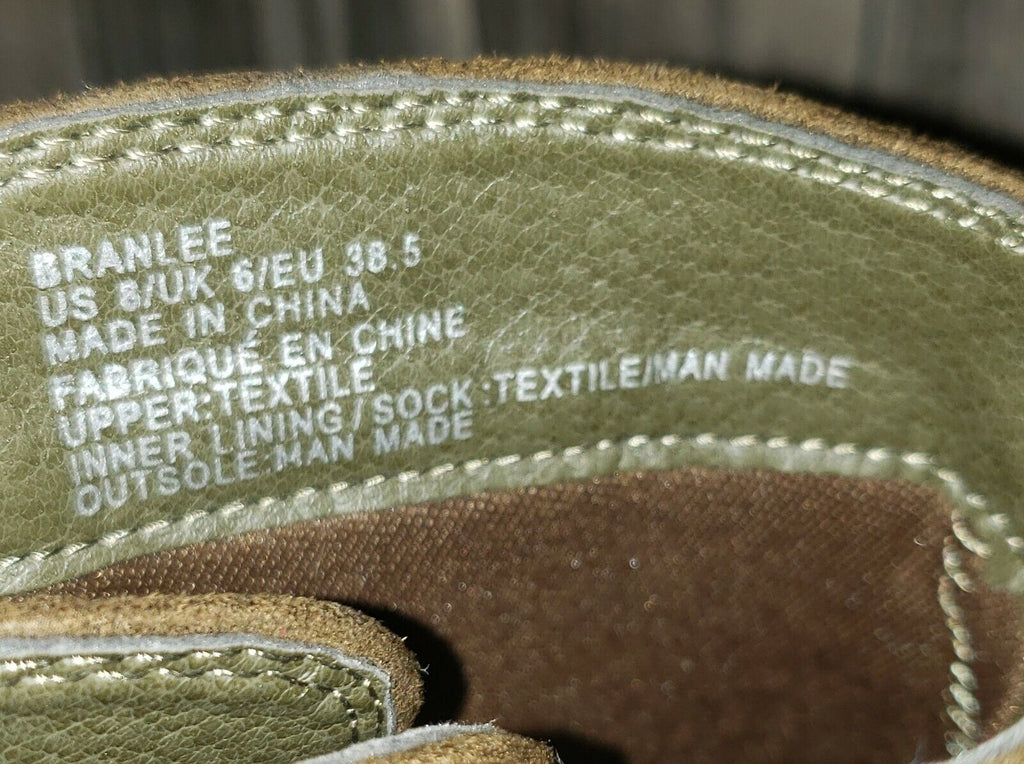 BRANLEE
US 8/UK 6/EU 38.5
MADE IN CHINA
FABRIQUÉ EN CHINE
UPPER:TEXTILE
INNER LINING/SOCK:TEXTILE/MAN MADE
OUTSOLE:MAN MADE